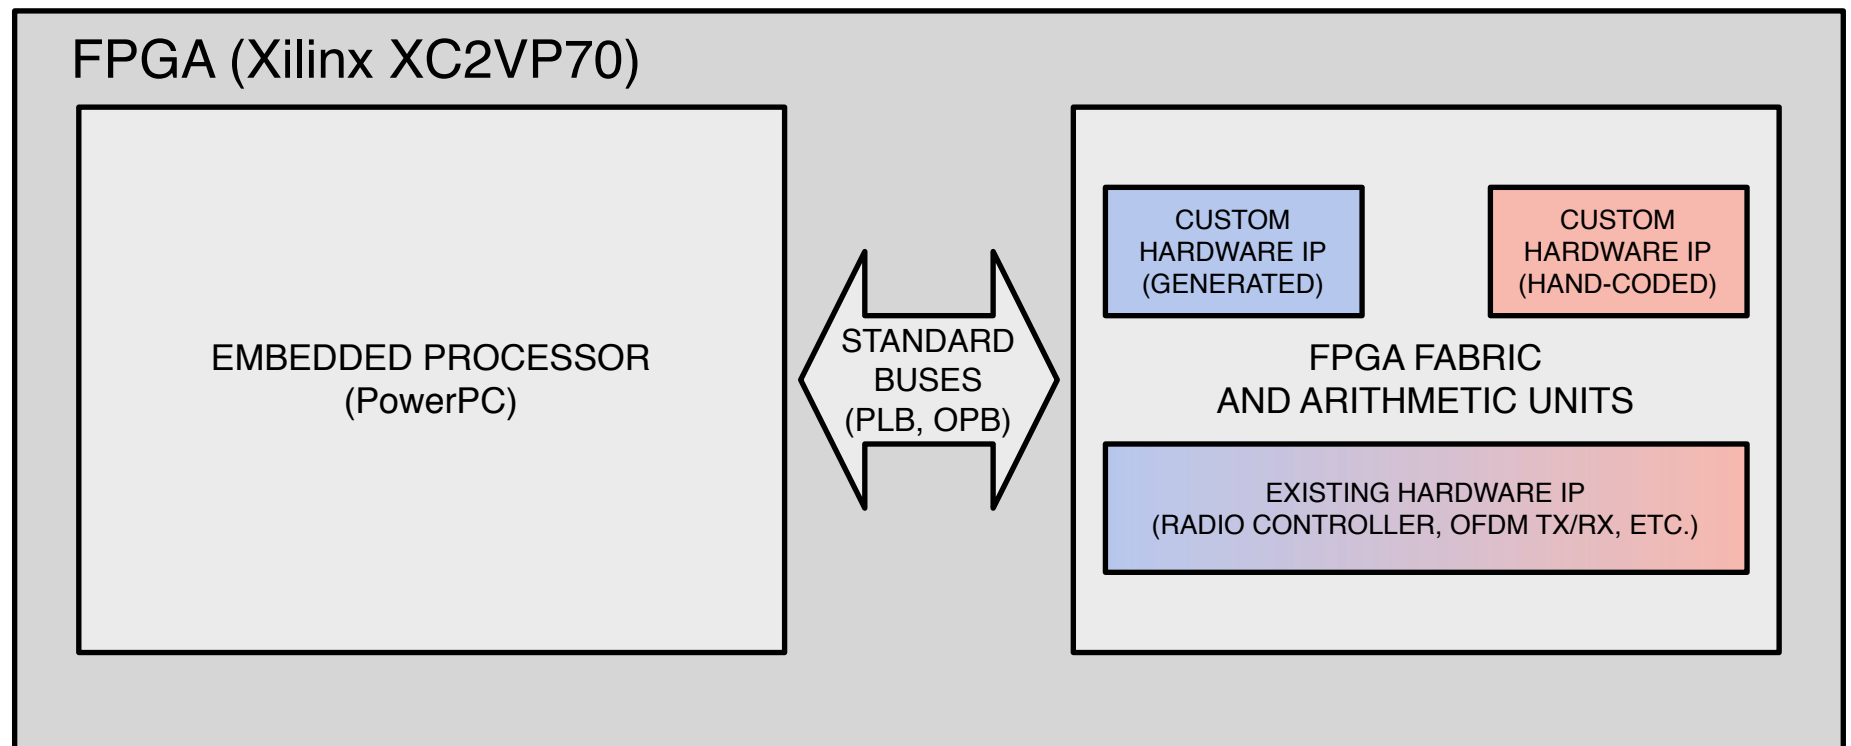 FPGA (Xilinx XC2VP70)
EMBEDDED PROCESSOR
(PowerPC)
STANDARD
BUSES
(PLB, OPB)
CUSTOM
HARDWARE IP
(GENERATED)
CUSTOM
HARDWARE IP
(HAND-CODED)
FPGA FABRIC
AND ARITHMETIC UNITS
EXISTING HARDWARE IP
(RADIO CONTROLLER, OFDM TX/RX, ETC.)